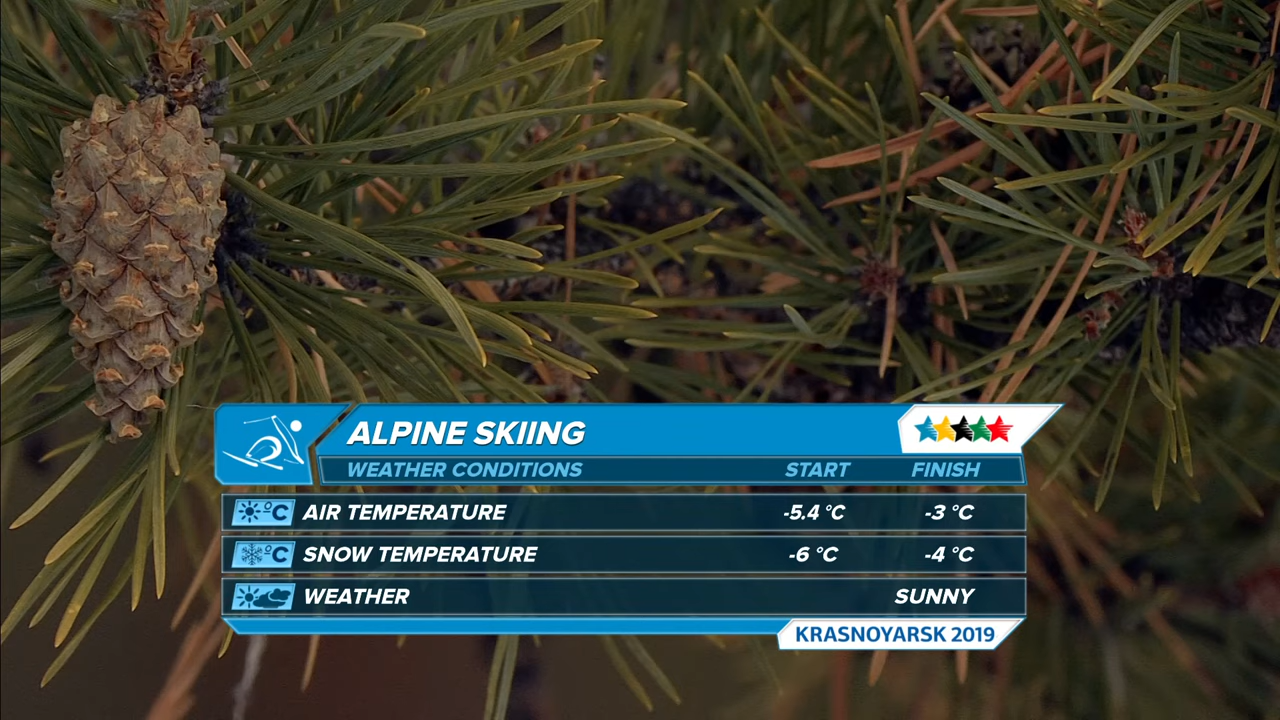 ALPINE SKIING
WEATHER CONDITIONS START FINISH
°C AIR TEMPERATURE -5.4 °C -3 °C
°C SNOW TEMPERATURE -6 °C -4 °C
WEATHER SUNNY
KRASNOYARSK 2019